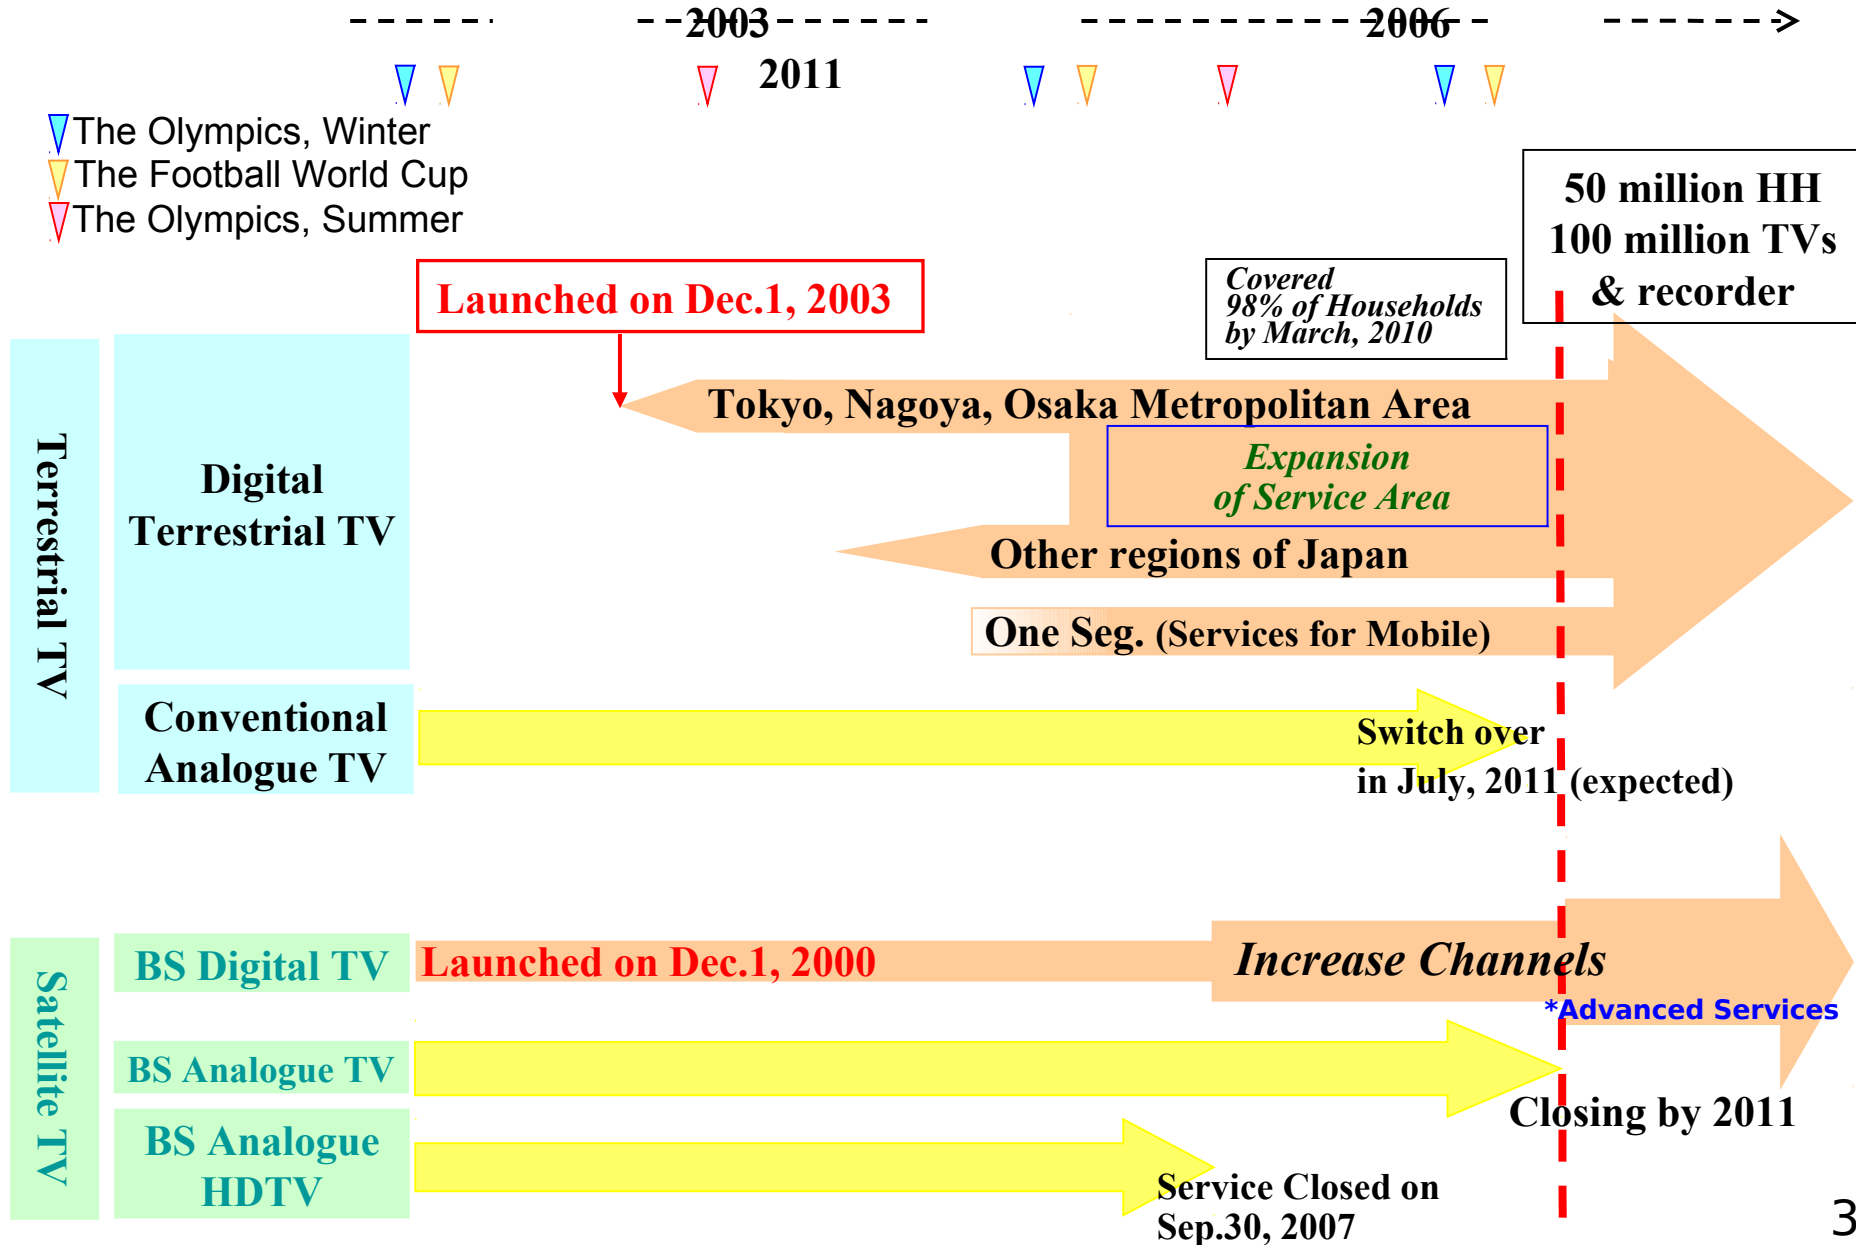 2003
2006
2011
The Olympics, Winter
The Football World Cup
The Olympics, Summer
50 million HH
100 million TVs
& recorder
Launched on Dec.1, 2003
Covered
98% of Households
by March, 2010
Terrestrial TV
Digital
Terrestrial TV
Tokyo, Nagoya, Osaka Metropolitan Area
Expansion
of Service Area
Other regions of Japan
One Seg. (Services for Mobile)
Conventional
Analogue TV
Switch over
in July, 2011 (expected)
Satellite TV
BS Digital TV
Launched on Dec.1, 2000
Increase Channels
*Advanced Services
BS Analogue TV
Closing by 2011
BS Analogue
HDTV
Service Closed on
Sep.30, 2007
3